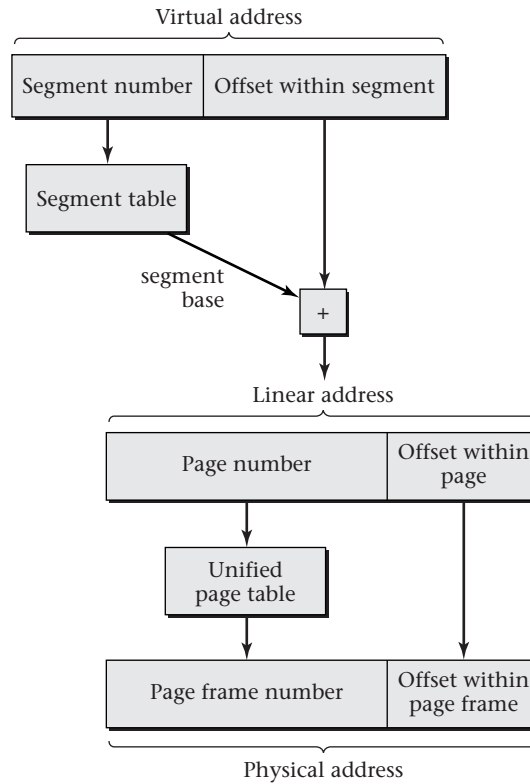 Virtual address
Segment number
Offset within segment
Segment table
segment
base
+
Linear address
Page number
Offset within
page
Unified
page table
Page frame number
Offset within
page frame
Physical address